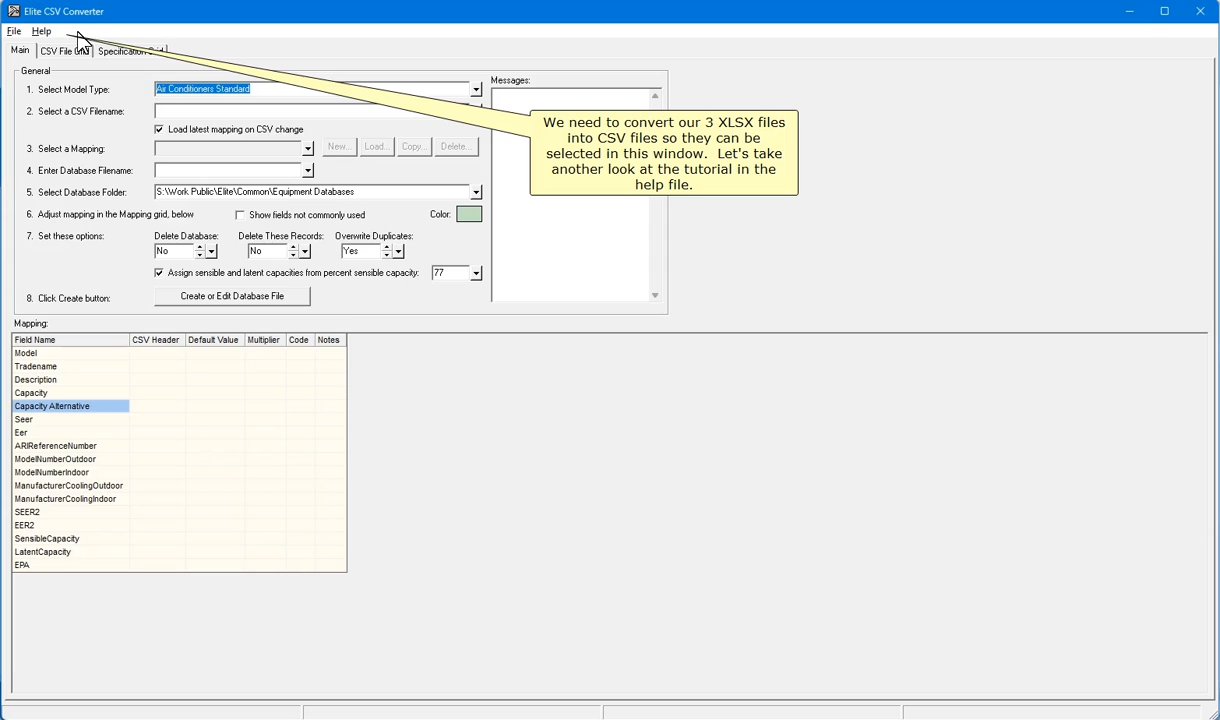 Elite CSV Converter
File Help
Main CSV File Grid Specification Grid
General
1. Select Model Type: Air Conditioners Standard
2. Select a CSV Filename:
Load latest mapping on CSV change
3. Select a Mapping: New... Load... Copy... Delete...
4. Enter Database Filename:
5. Select Database Folder: S:\Work Public\Elite\Common\Equipment Databases
6. Adjust mapping in the Mapping grid, below Show fields not commonly used Color:
7. Set these options: Delete Database: Delete These Records: Overwrite Duplicates:
No No Yes
Assign sensible and latent capacities from percent sensible capacity: 77
8. Click Create button: Create or Edit Database File
Messages:
We need to convert our 3 XLSX files
into CSV files so they can be
selected in this window. Let's take
another look at the tutorial in the
help file.
Mapping:
Field Name CSV Header Default Value Multiplier Code Notes
Model
Tradename
Description
Capacity
Capacity Alternative
Seer
Eer
ARIReferenceNumber
ModelNumberOutdoor
ModelNumberIndoor
ManufacturerCoolingOutdoor
ManufacturerCoolingIndoor
SEER2
EER2
SensibleCapacity
LatentCapacity
EPA